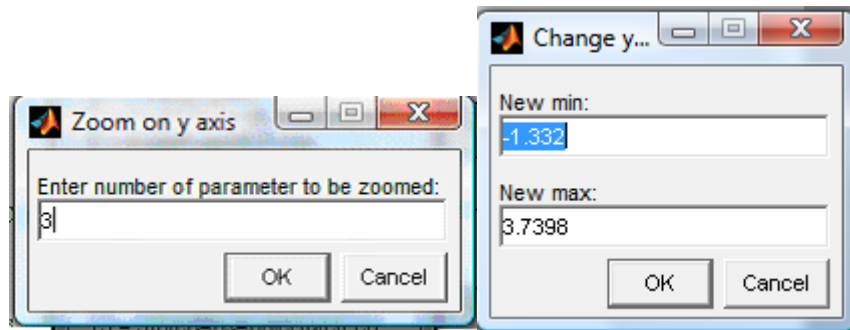 Zoom on y axis
Enter number of parameter to be zoomed:
3
OK Cancel
Change y...
New min:
-1.332
New max:
3.7398
OK Cancel